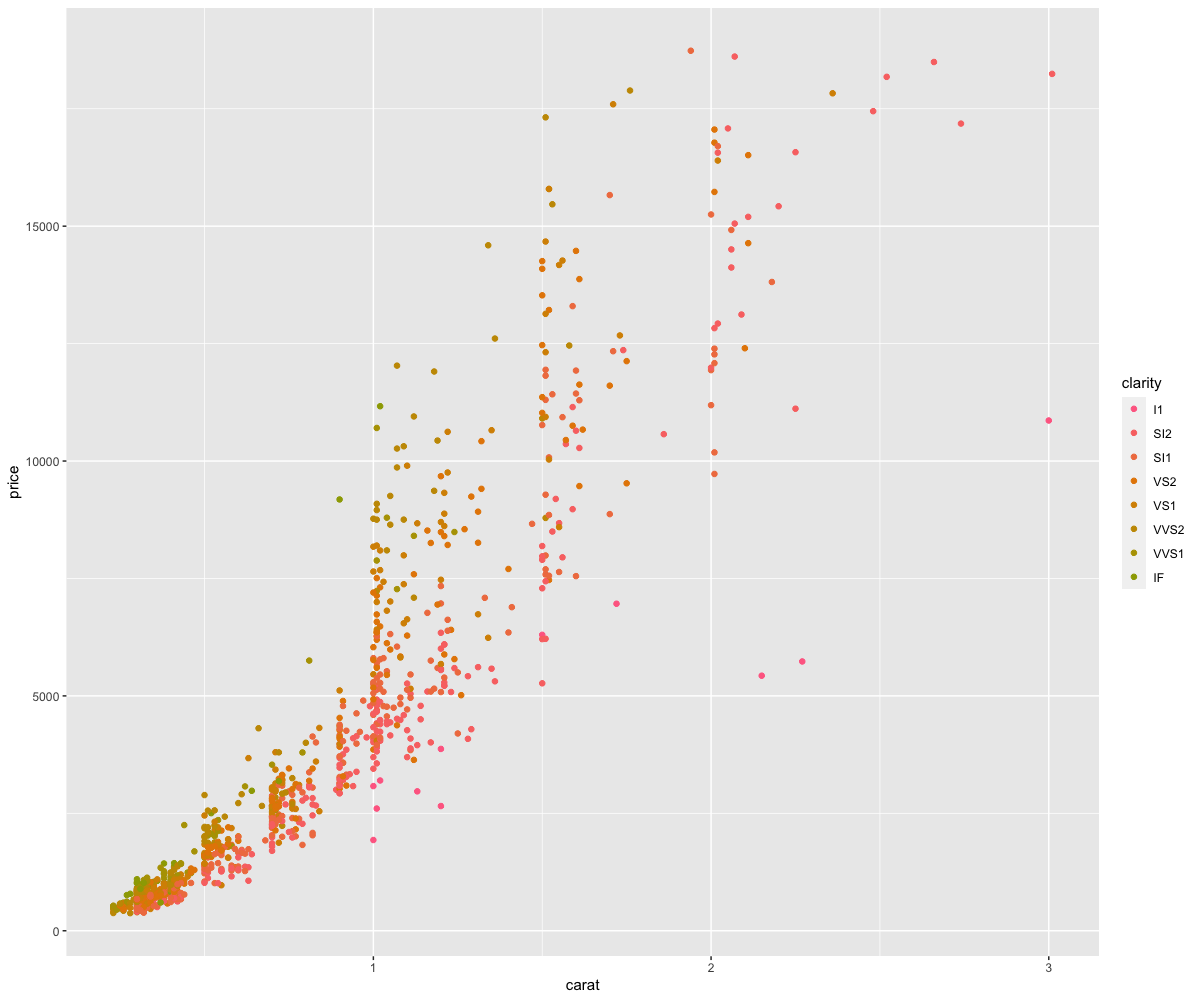 price
15000
10000
5000
0
1
2
3
carat
clarity
I1
SI2
SI1
VS2
VS1
VVS2
VVS1
IF